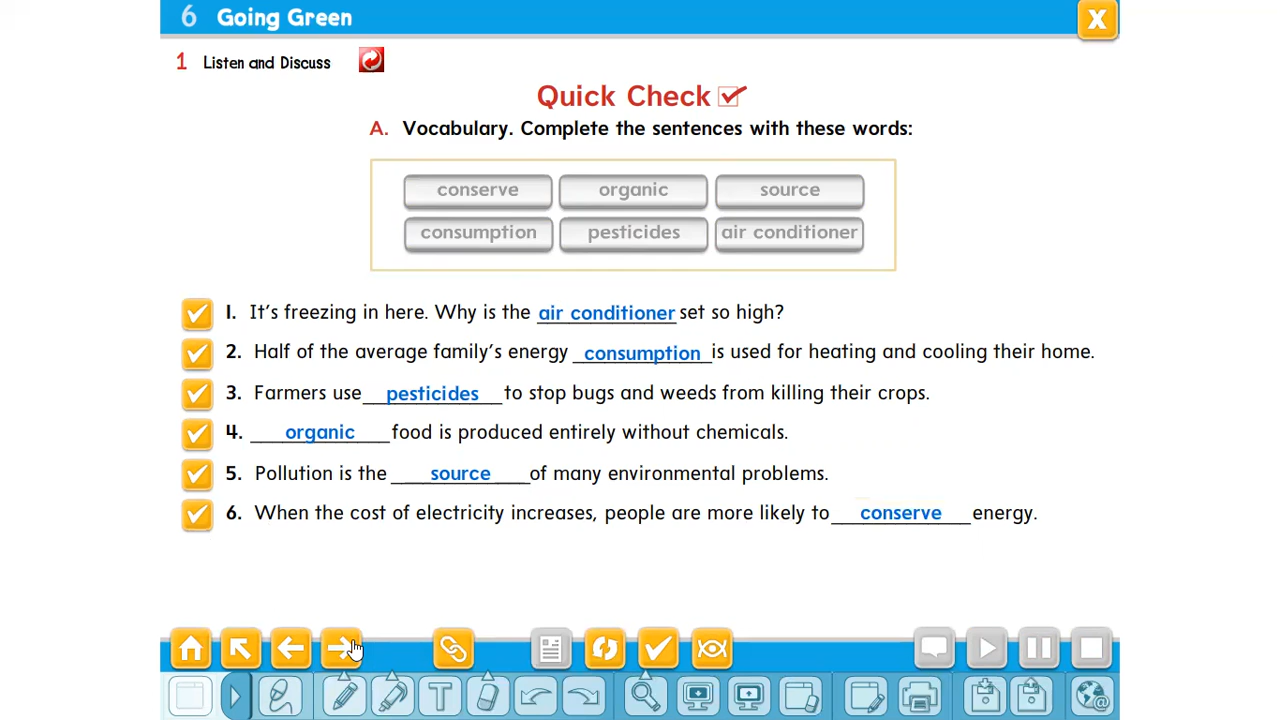 6 Going Green
X
1 Listen and Discuss
Quick Check
A. Vocabulary. Complete the sentences with these words:
conserve organic source
consumption pesticides air conditioner
1. It's freezing in here. Why is the air conditioner set so high?
2. Half of the average family's energy consumption is used for heating and cooling their home.
3. Farmers use pesticides to stop bugs and weeds from killing their crops.
4. organic food is produced entirely without chemicals.
5. Pollution is the source of many environmental problems.
6. When the cost of electricity increases, people are more likely to conserve energy.
T
@